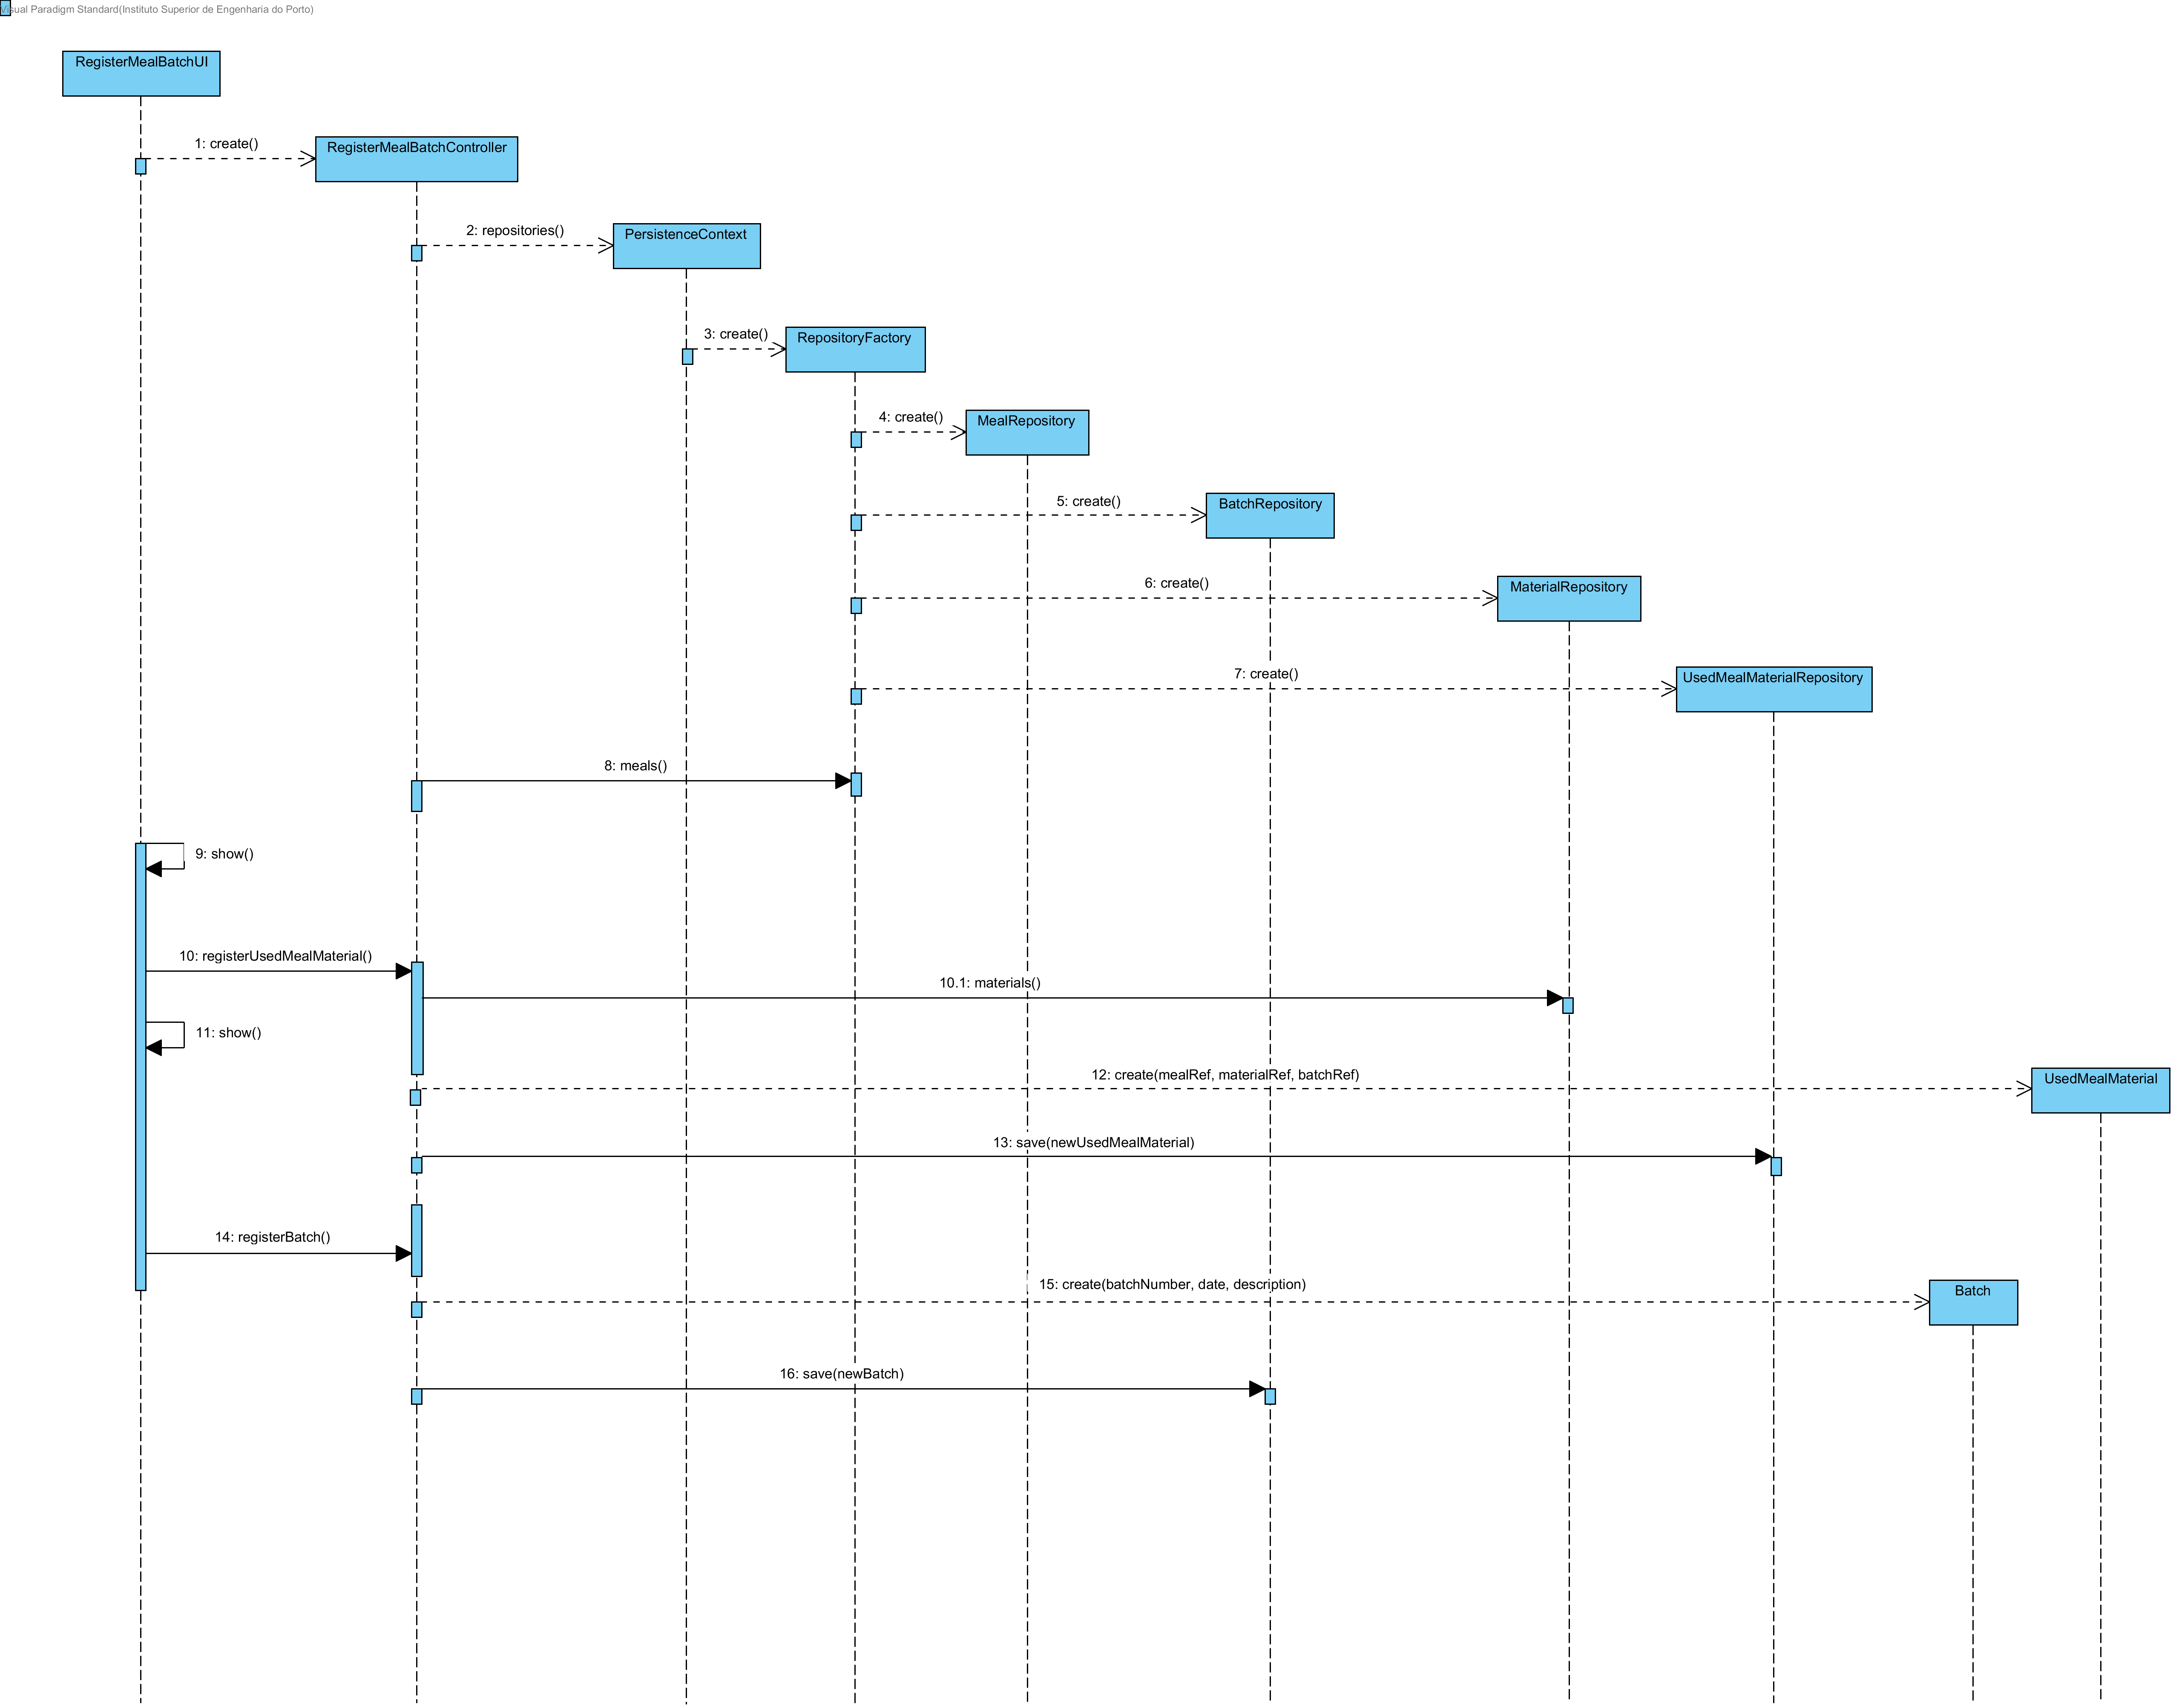 Visual Paradigm Standard(Instituto Superior de Engenharia do Porto)
RegisterMealBatchUI
1: create()
RegisterMealBatchController
2: repositories()
PersistenceContext
3: create()
RepositoryFactory
4: create()
MealRepository
5: create()
BatchRepository
6: create()
MaterialRepository
7: create()
UsedMealMaterialRepository
8: meals()
9: show()
10: registerUsedMealMaterial()
10.1: materials()
11: show()
12: create(mealRef, materialRef, batchRef)
UsedMealMaterial
13: save(newUsedMealMaterial)
14: registerBatch()
15: create(batchNumber, date, description)
Batch
16: save(newBatch)